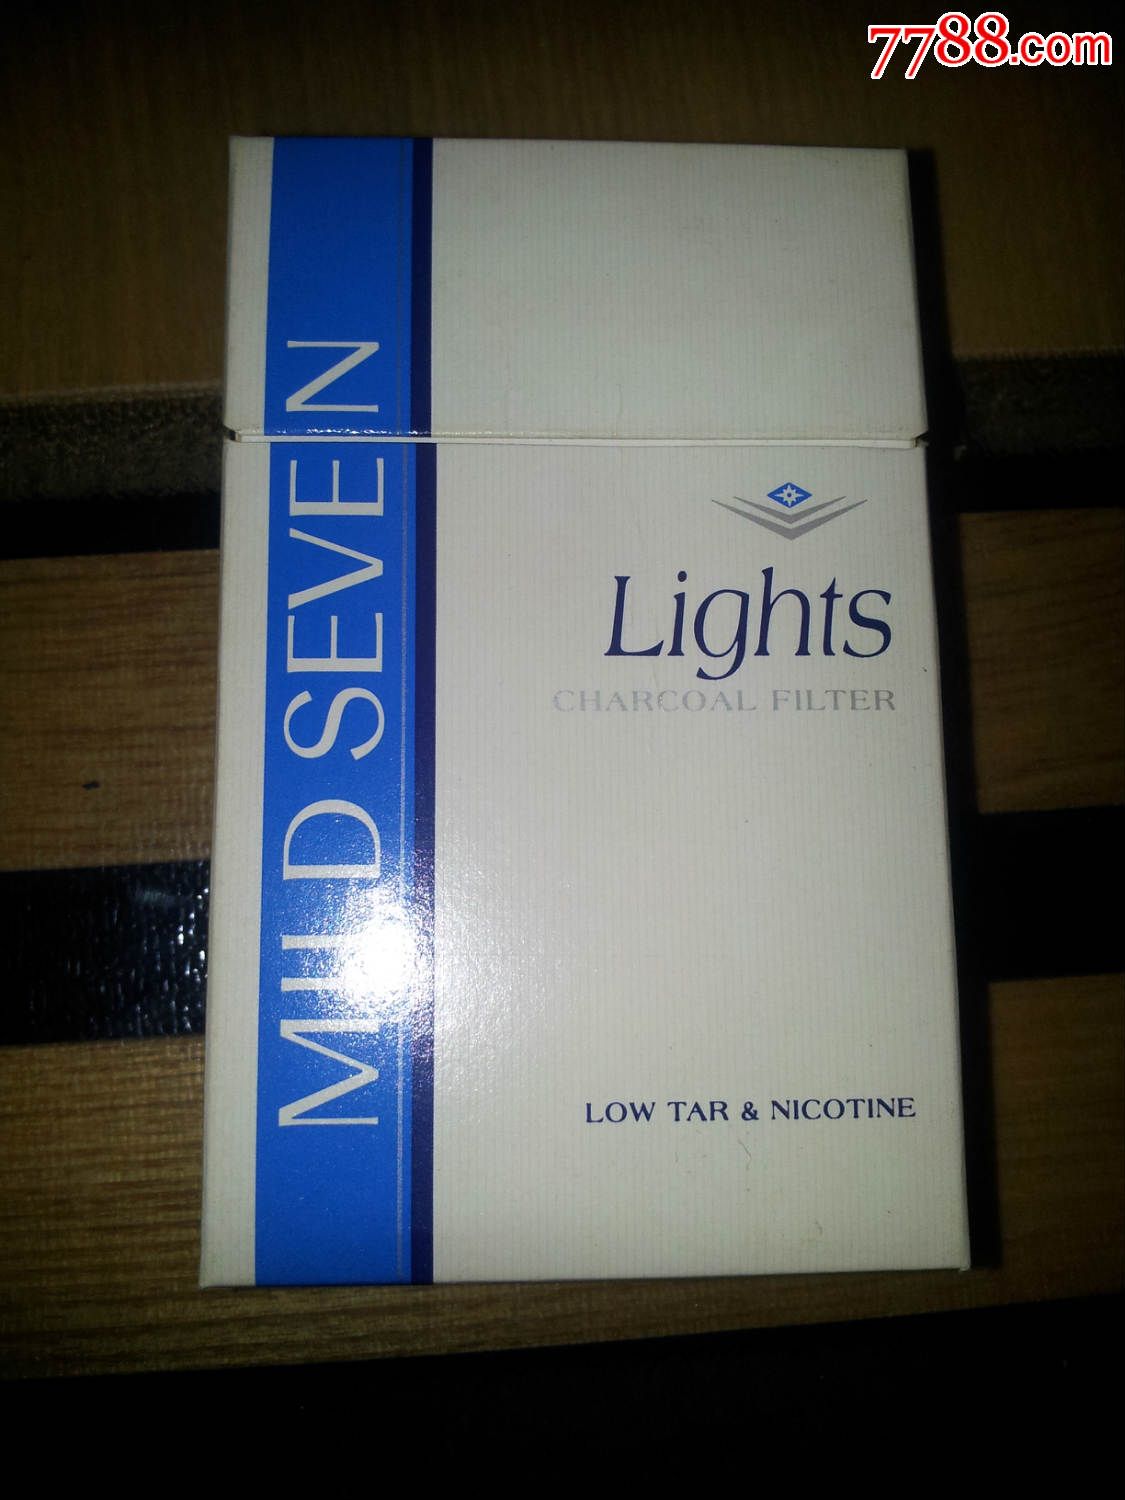 7788.com
MILD SEVEN
Lights
CHARCOAL FILTER
LOW TAR & NICOTINE